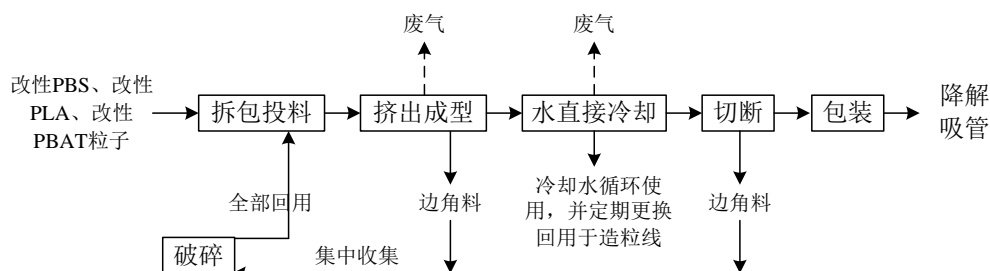 废气
废气
改性PBS、改性
PLA、改性
PBAT粒子
拆包投料
挤出成型
水直接冷却
切断
包装
降解
吸管
全部回用
边角料
冷却水循环使
用，并定期更换
回用于造粒线
边角料
破碎
集中收集